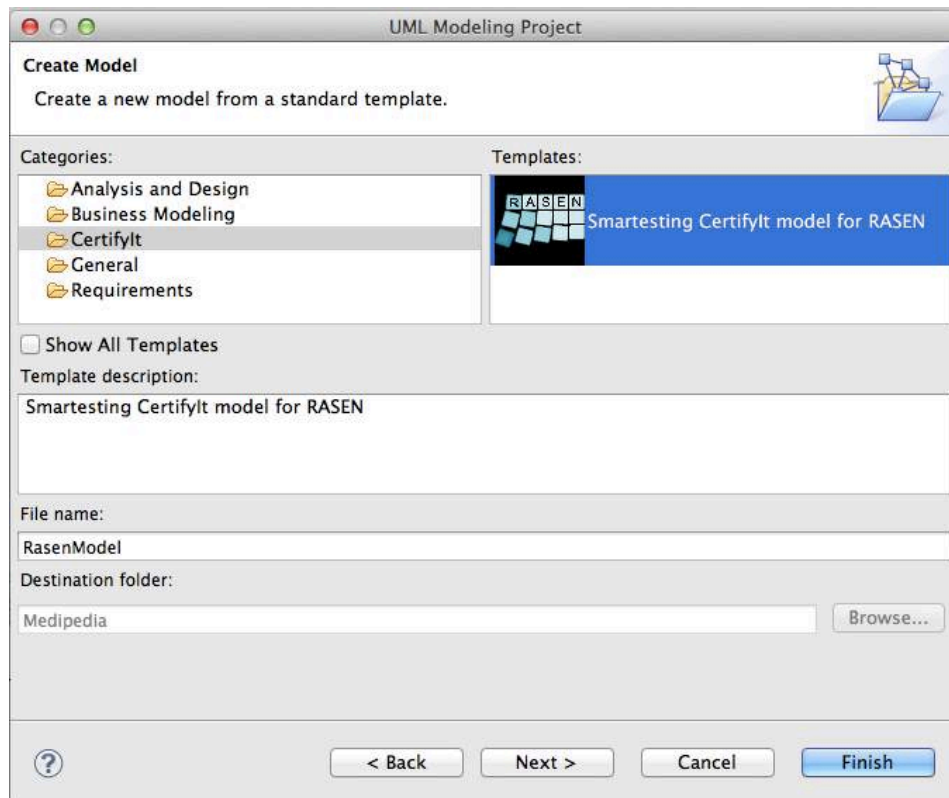 UML Modeling Project
Create Model
Create a new model from a standard template.
Categories:
Templates:
Analysis and Design
Business Modeling
CertifyIt
General
Requirements
RASEN
Smartesting CertifyIt model for RASEN
Show All Templates
Template description:
Smartesting CertifyIt model for RASEN
File name:
RasenModel
Destination folder:
Medipedia
Browse...
?
< Back
Next >
Cancel
Finish